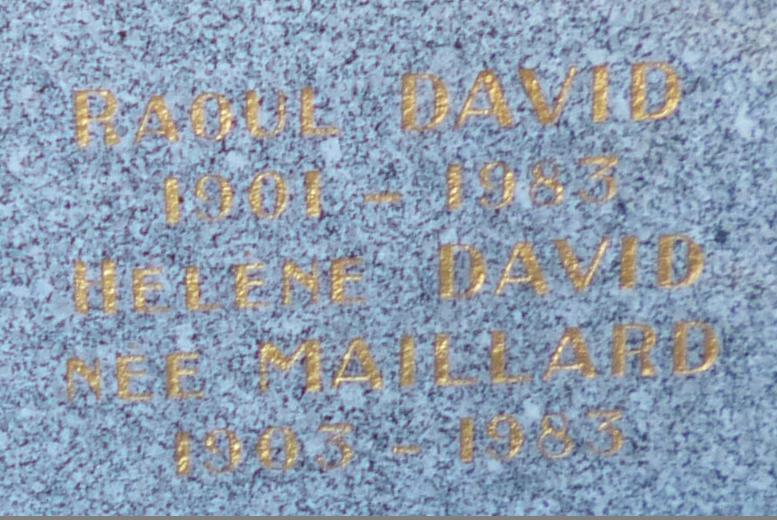 RAOUL DAVID
1901 - 1983
HELENE DAVID
NEE MAILLARD
1903 - 1983